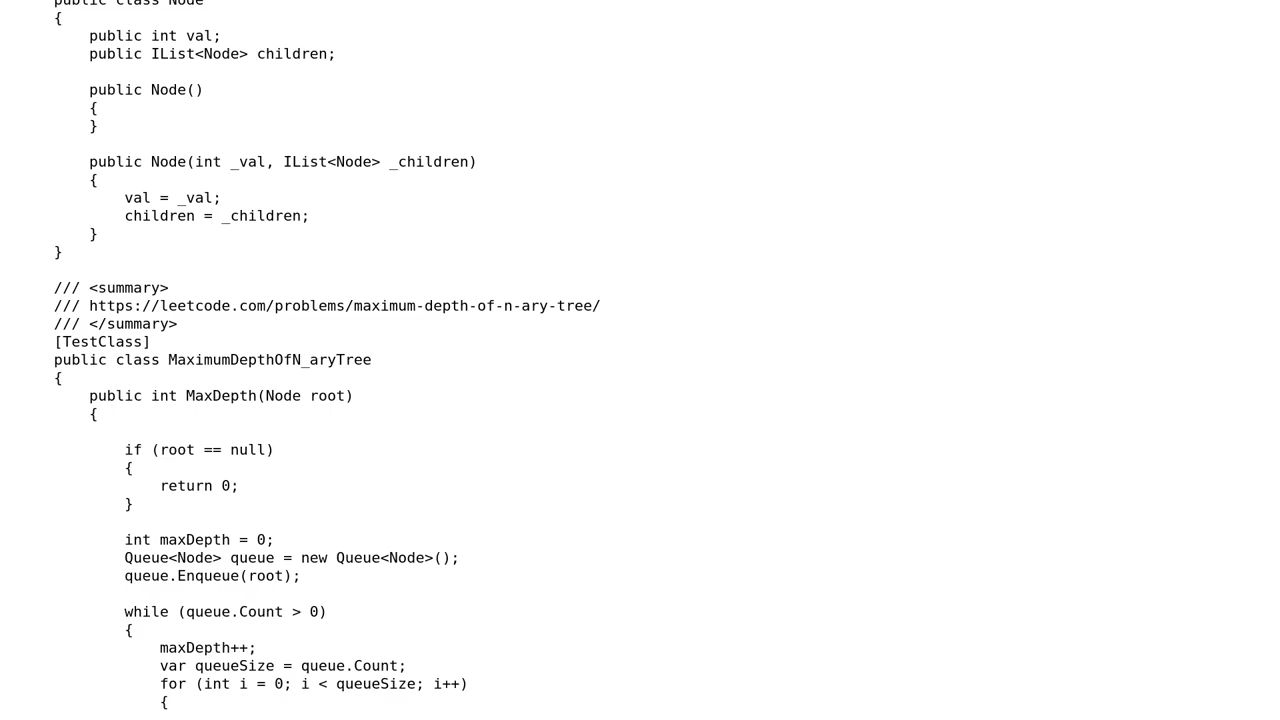 public class Node
{
    public int val;
    public IList<Node> children;

    public Node()
    {
    }

    public Node(int _val, IList<Node> _children)
    {
        val = _val;
        children = _children;
    }
}

/// <summary>
/// https://leetcode.com/problems/maximum-depth-of-n-ary-tree/
/// </summary>
[TestClass]
public class MaximumDepthOfN_aryTree
{
    public int MaxDepth(Node root)
    {

        if (root == null)
        {
            return 0;
        }

        int maxDepth = 0;
        Queue<Node> queue = new Queue<Node>();
        queue.Enqueue(root);

        while (queue.Count > 0)
        {
            maxDepth++;
            var queueSize = queue.Count;
            for (int i = 0; i < queueSize; i++)
            {